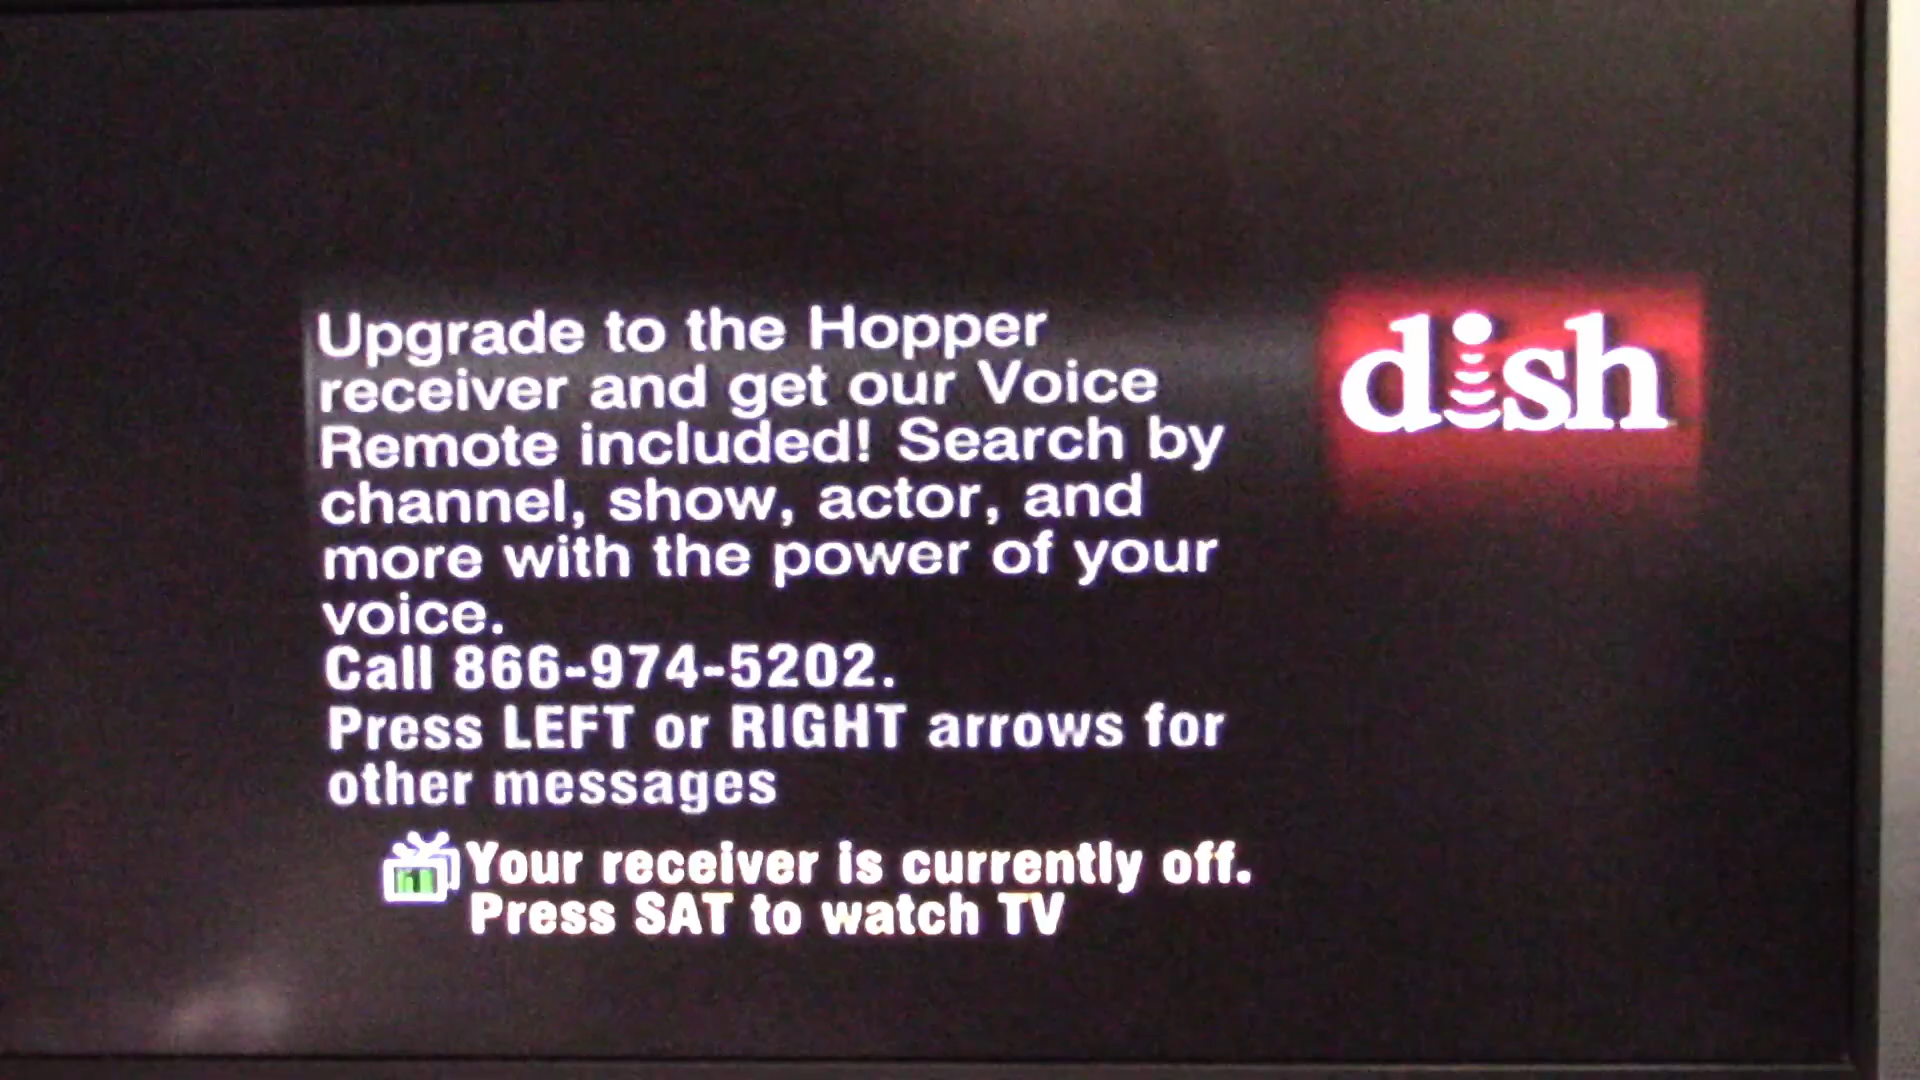 Upgrade to the Hopper
receiver and get our Voice
Remote included! Search by
channel, show, actor, and
more with the power of your
voice.
Call 866-974-5202.
Press LEFT or RIGHT arrows for
other messages
Your receiver is currently off.
Press SAT to watch TV
dish